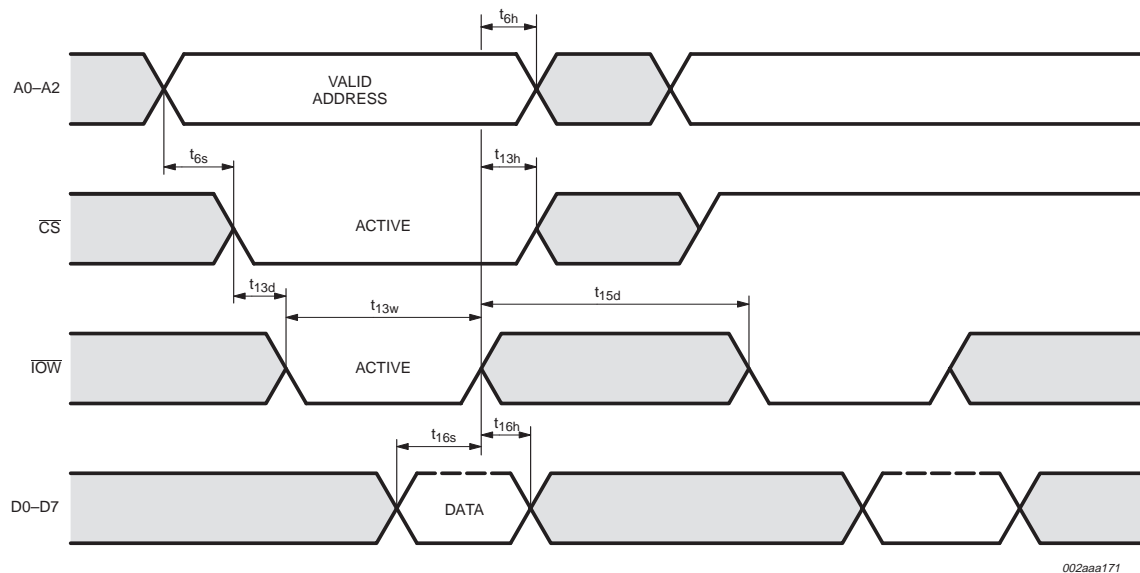 t6h
A0–A2
VALID
ADDRESS
t6s
t13h
CS
ACTIVE
t13d
t13w
t15d
IOW
ACTIVE
t16s
t16h
D0–D7
DATA
002aaa171